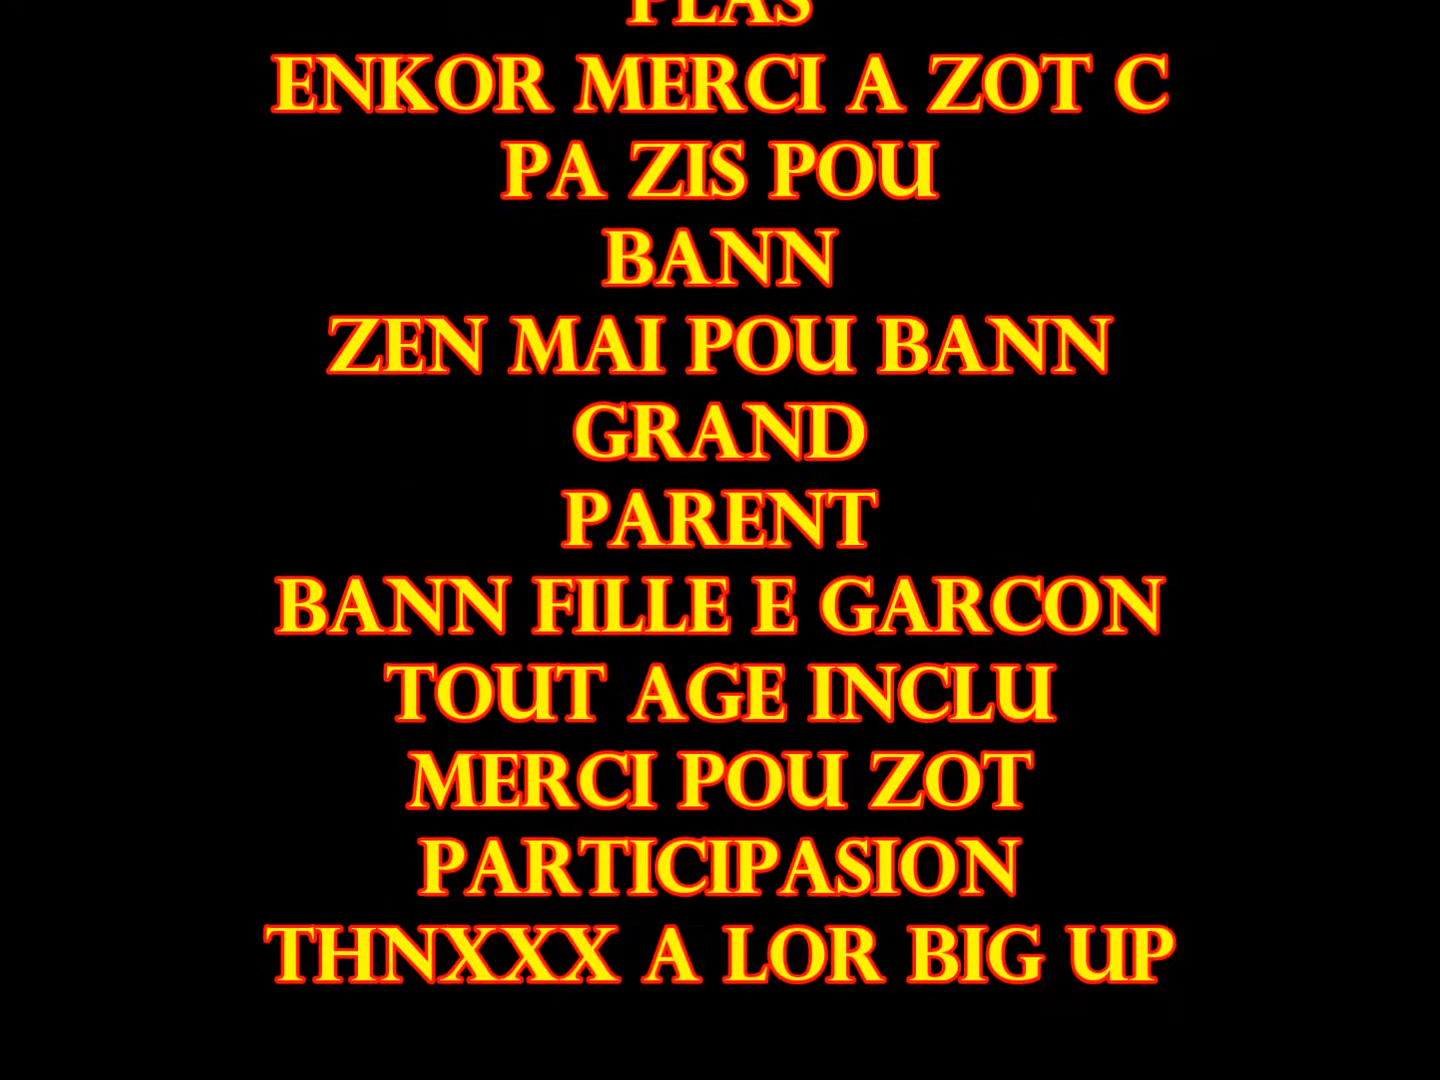 PLAS
ENKOR MERCI A ZOT C
PA ZIS POU
BANN
ZEN MAI POU BANN
GRAND
PARENT
BANN FILLE E GARCON
TOUT AGE INCLU
MERCI POU ZOT
PARTICIPASION
THNXXX A LOR BIG UP